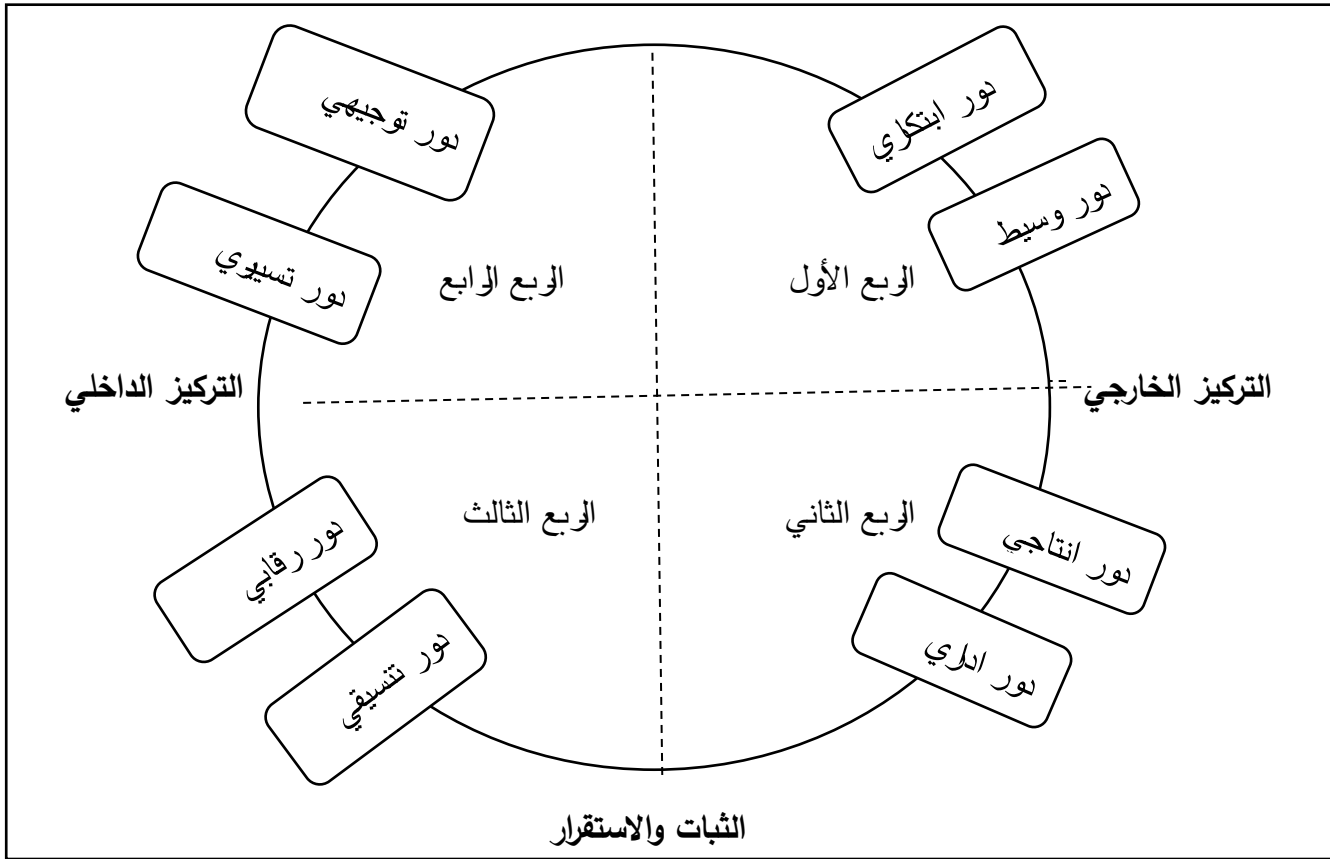 دور ابتكاري
دور توجيهي
دور وسيط
دور تسييري
الربع الأول
الربع الرابع
التركيز الخارجي
التركيز الداخلي
الربع الثاني
الربع الثالث
دور انتاجي
دور رقابي
دور اداري
دور تنسيقي
الثبات والاستقرار